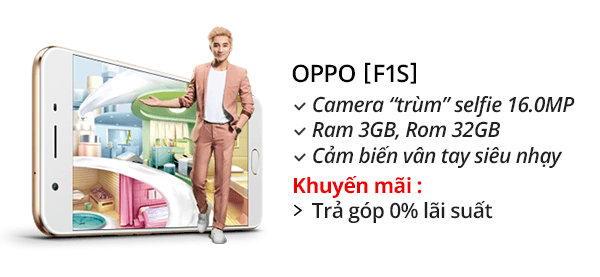 OPPO [F1S]
✓ Camera “trùm” selfie 16.0MP
✓ Ram 3GB, Rom 32GB
✓ Cảm biến vân tay siêu nhạy
Khuyến mãi :
> Trả góp 0% lãi suất